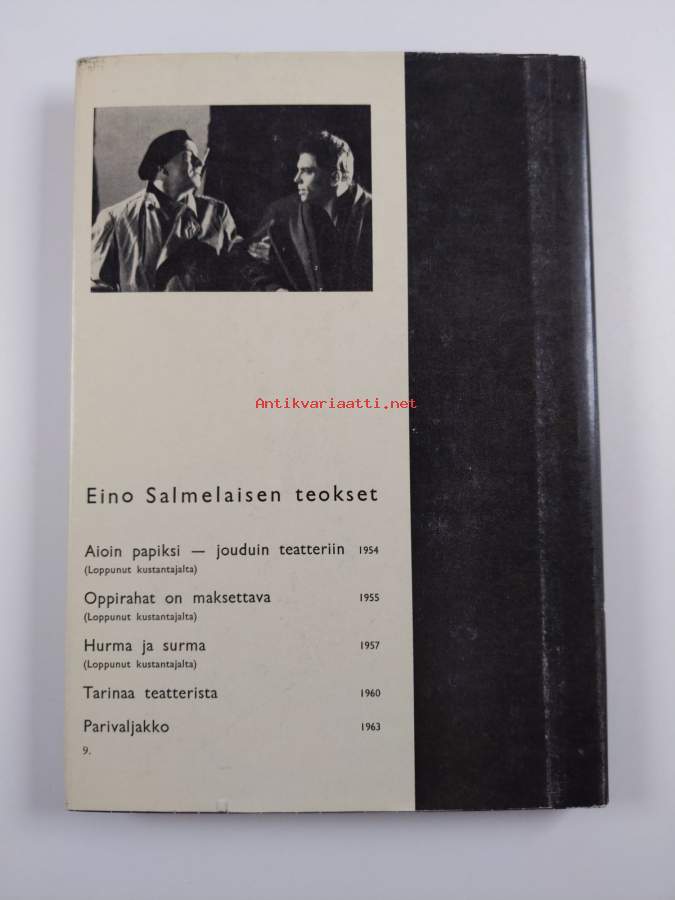 Antikvariaatti.net
Eino Salmelaisen teokset
Aioin papiksi — jouduin teatteriin 1954
(Loppunut kustantajalta)
Oppirahat on maksettava 1955
(Loppunut kustantajalta)
Hurma ja surma 1957
(Loppunut kustantajalta)
Tarinaa teatterista 1960
Parivaljakko 1963
9.